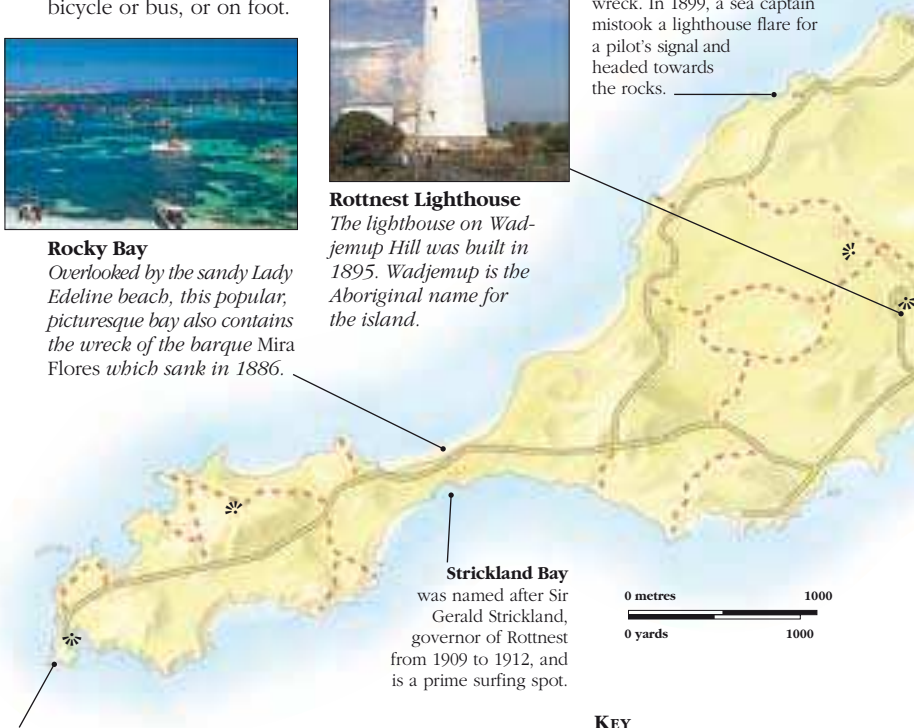 bicycle or bus, or on foot.
wreck. In 1899, a sea captain
mistook a lighthouse flare for
a pilot's signal and
headed towards
the rocks.
Rocky Bay
Overlooked by the sandy Lady
Edeline beach, this popular,
picturesque bay also contains
the wreck of the barque Mira
Flores which sank in 1886.
Rottnest Lighthouse
The lighthouse on Wad-
jemup Hill was built in
1895. Wadjemup is the
Aboriginal name for
the island.
Strickland Bay
was named after Sir
Gerald Strickland,
governor of Rottnest
from 1909 to 1912, and
is a prime surfing spot.
0 metres 1000
0 yards 1000
KEY